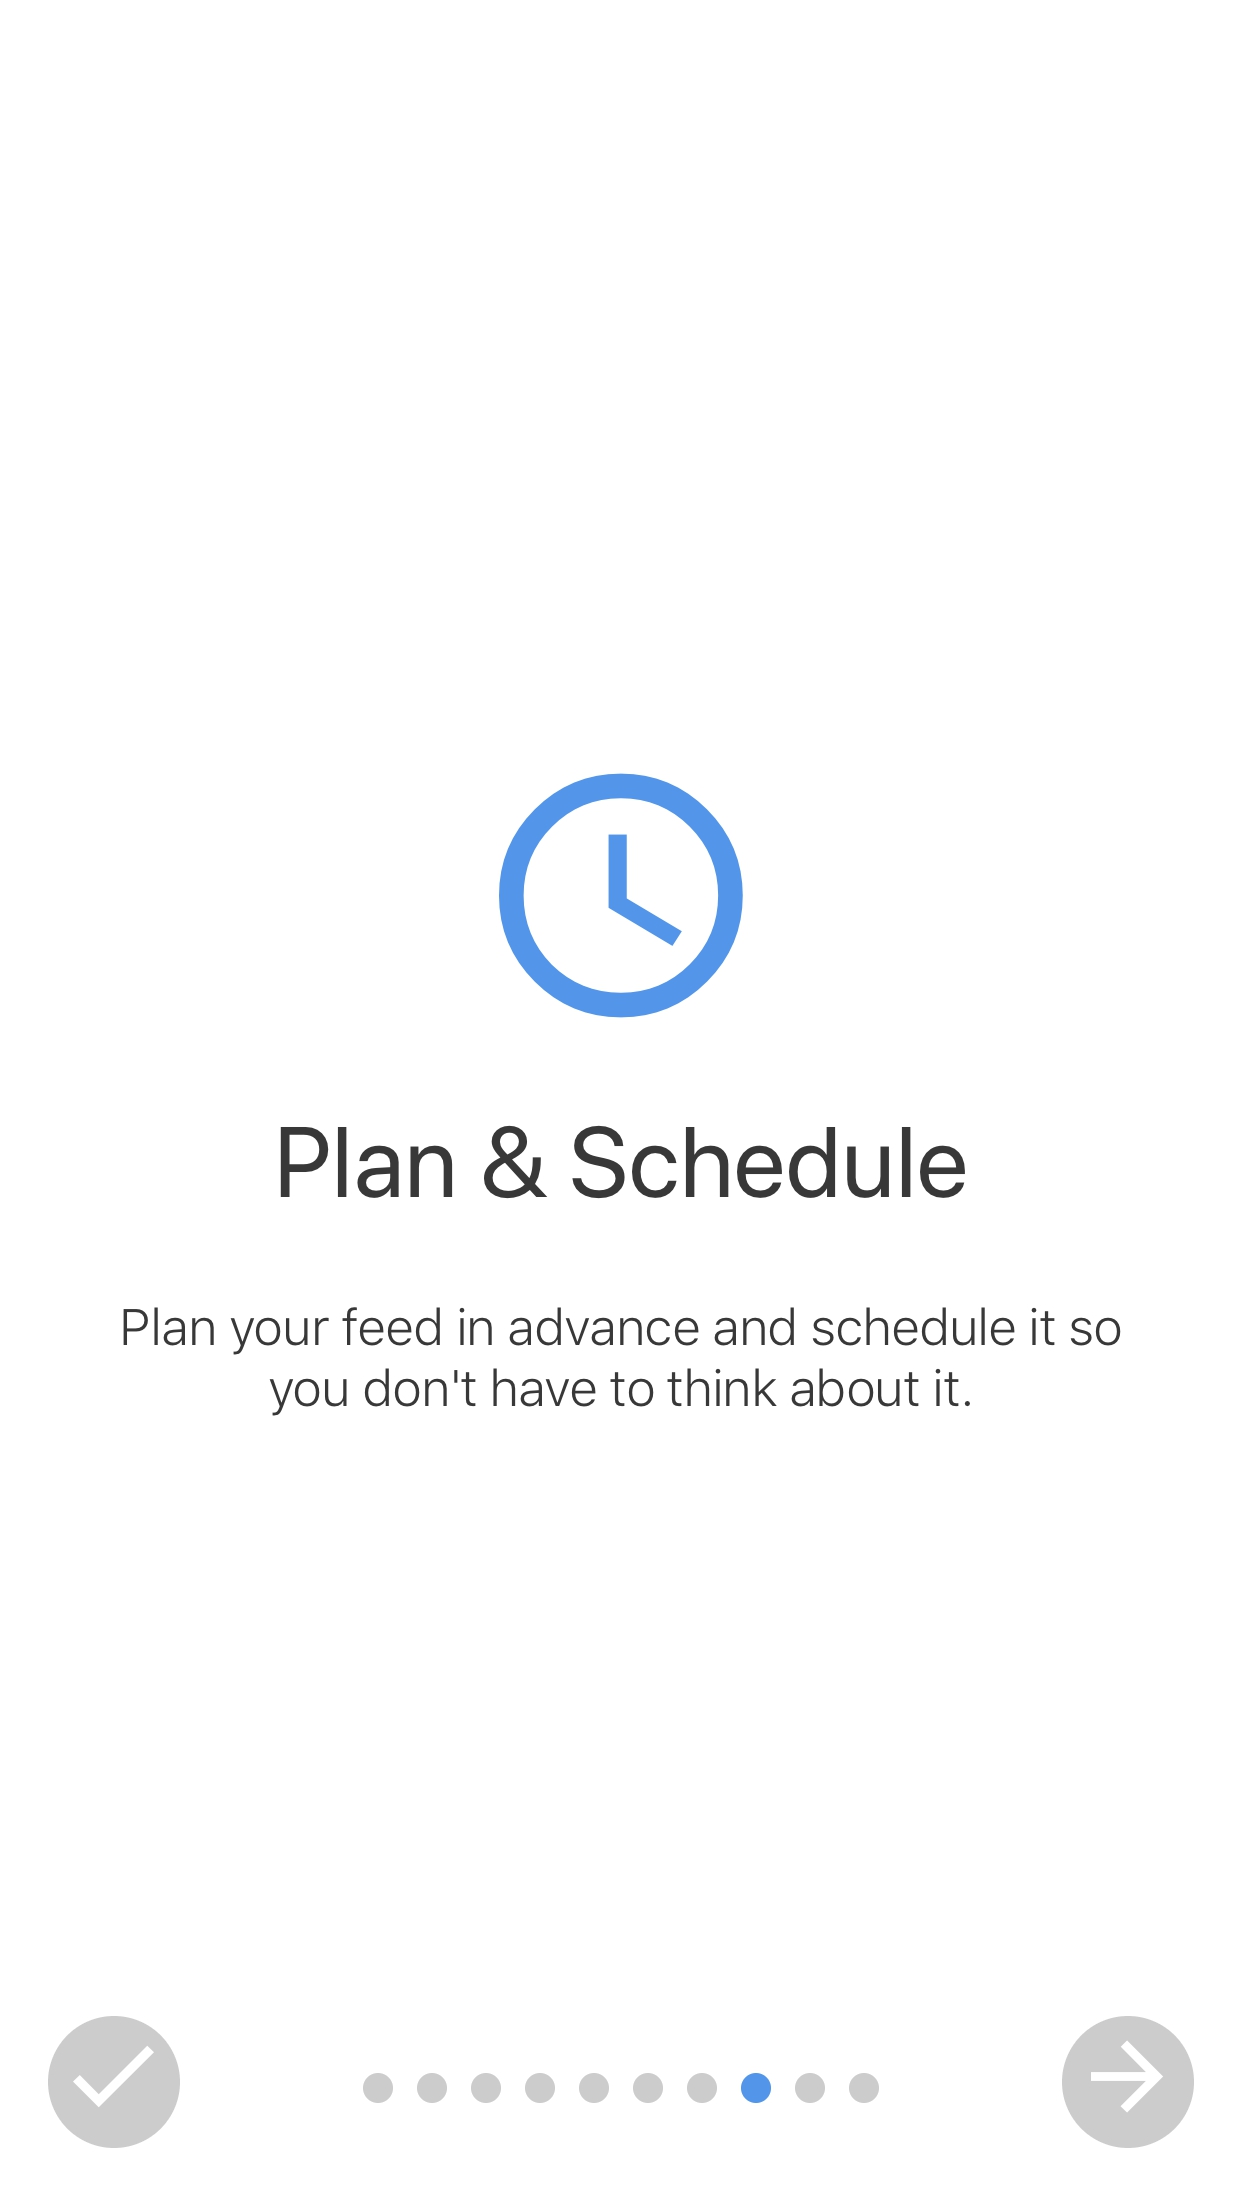 Plan & Schedule
Plan your feed in advance and schedule it so
you don't have to think about it.